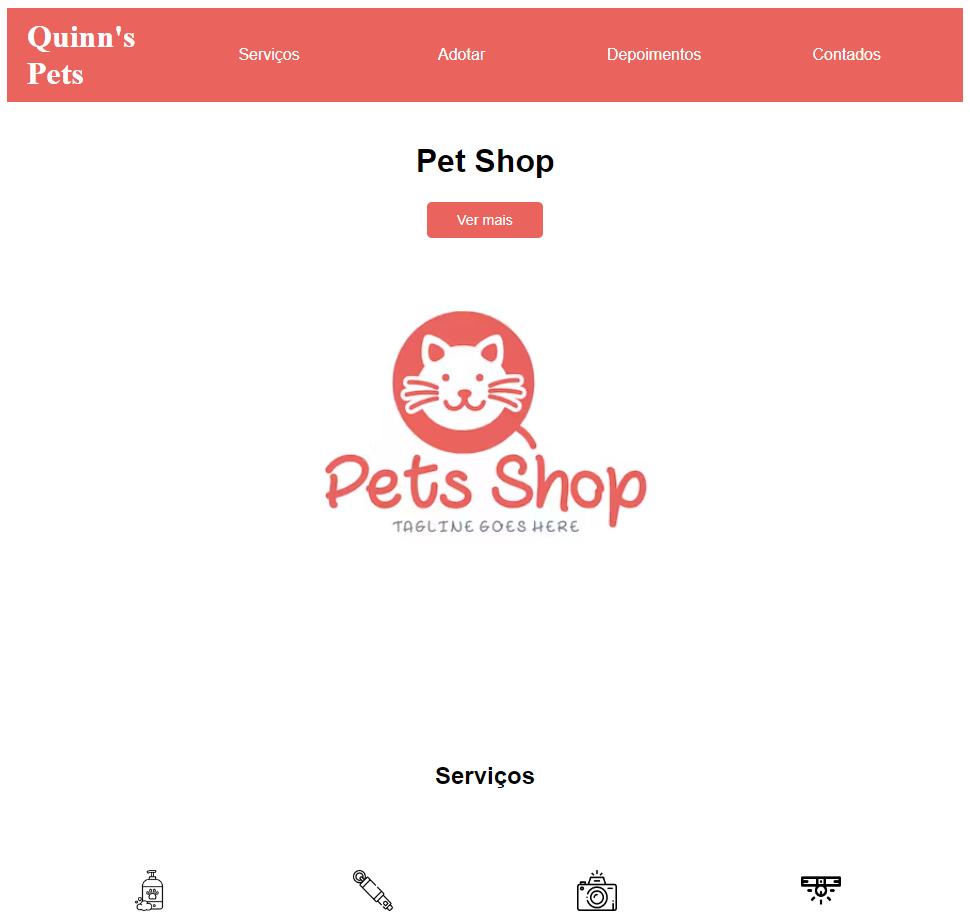 Quinn's
Pets
Serviços
Adotar
Depoimentos
Contados
Pet Shop
Ver mais
Pets Shop
TAGLINE GOES HERE
Serviços